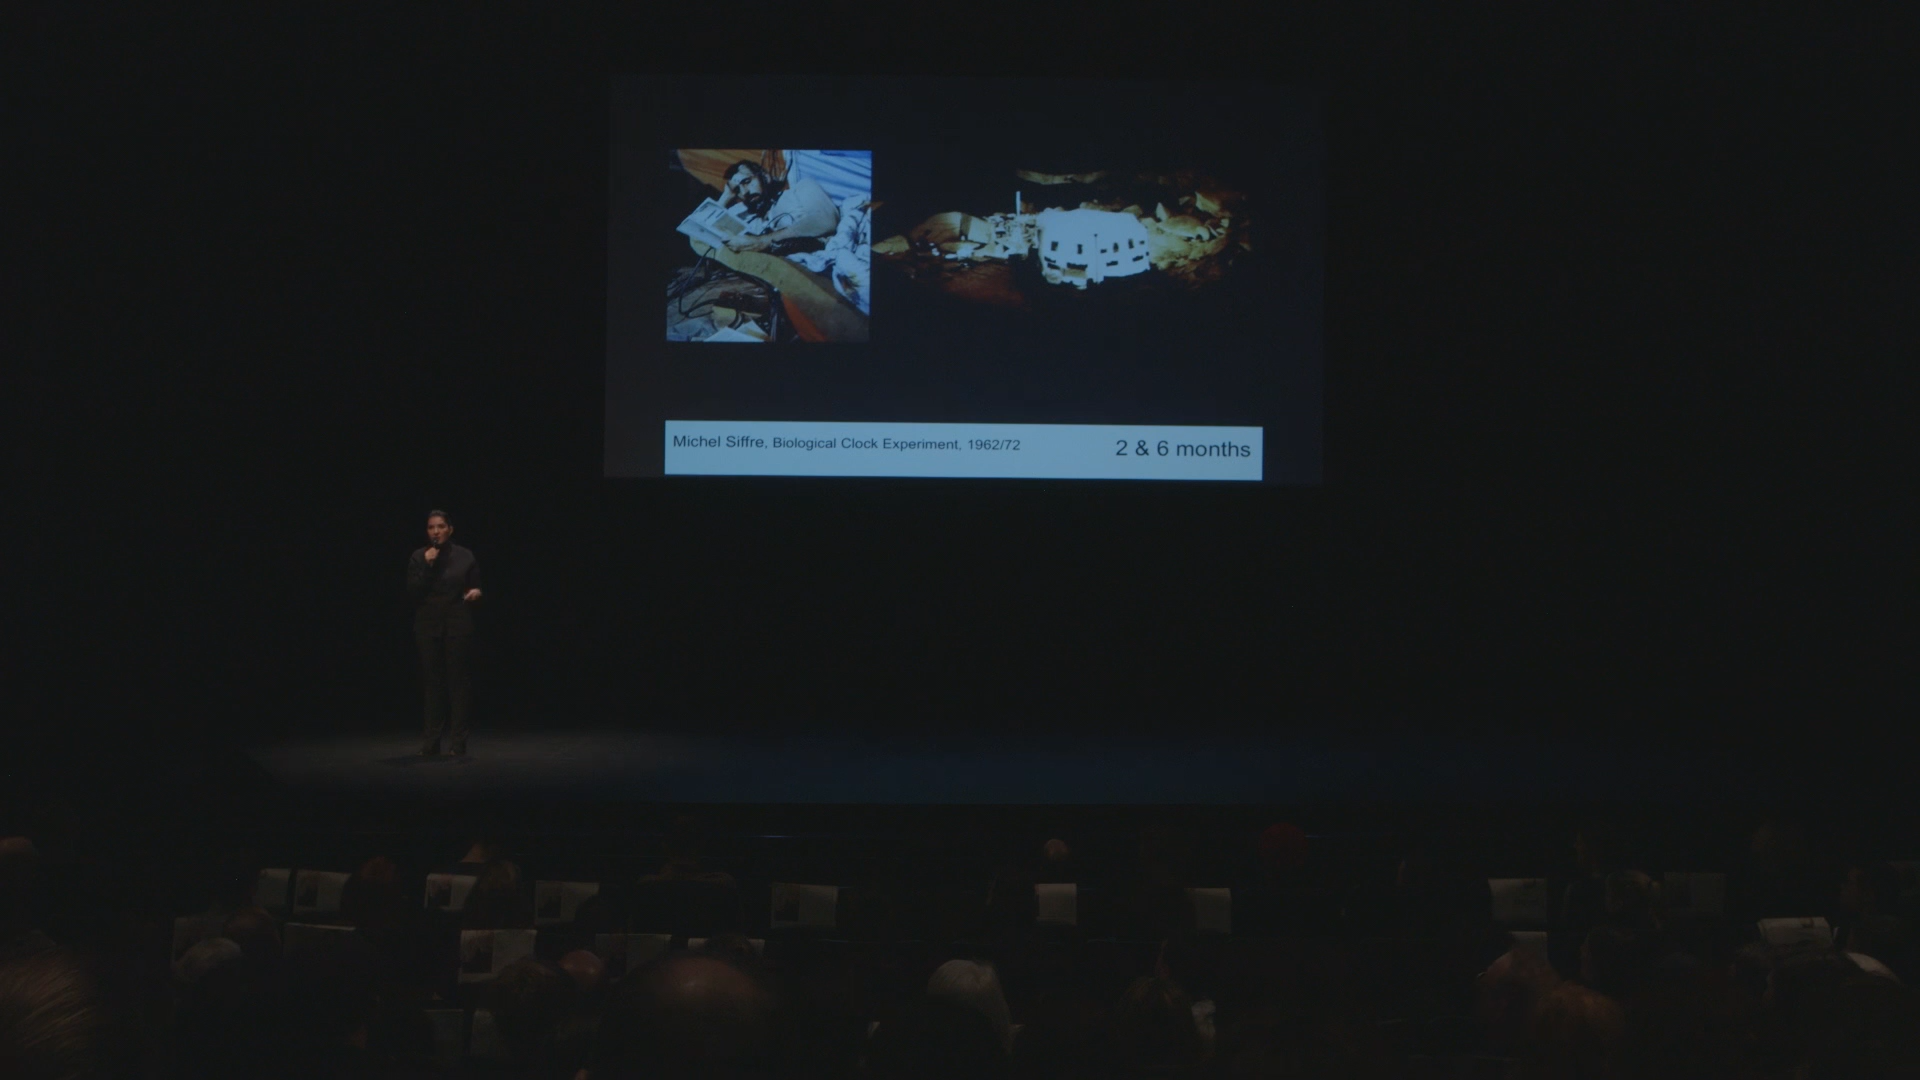 Michel Siffre, Biological Clock Experiment, 1962/72
2 & 6 months